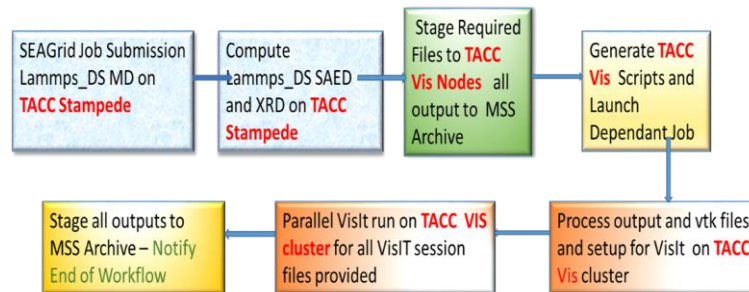 SEAGrid Job Submission
Lammps_DS MD on
TACC Stampede
Compute
Lammps_DS SAED
and XRD on TACC
Stampede
Stage Required
Files to TACC
Vis Nodes all
output to MSS
Archive
Generate TACC
Vis Scripts and
Launch
Dependant Job
Process output and vtk files
and setup for VisIt on TACC
Vis cluster
Parallel VisIt run on TACC VIS
cluster for all VisIT session
files provided
Stage all outputs to
MSS Archive – Notify
End of Workflow